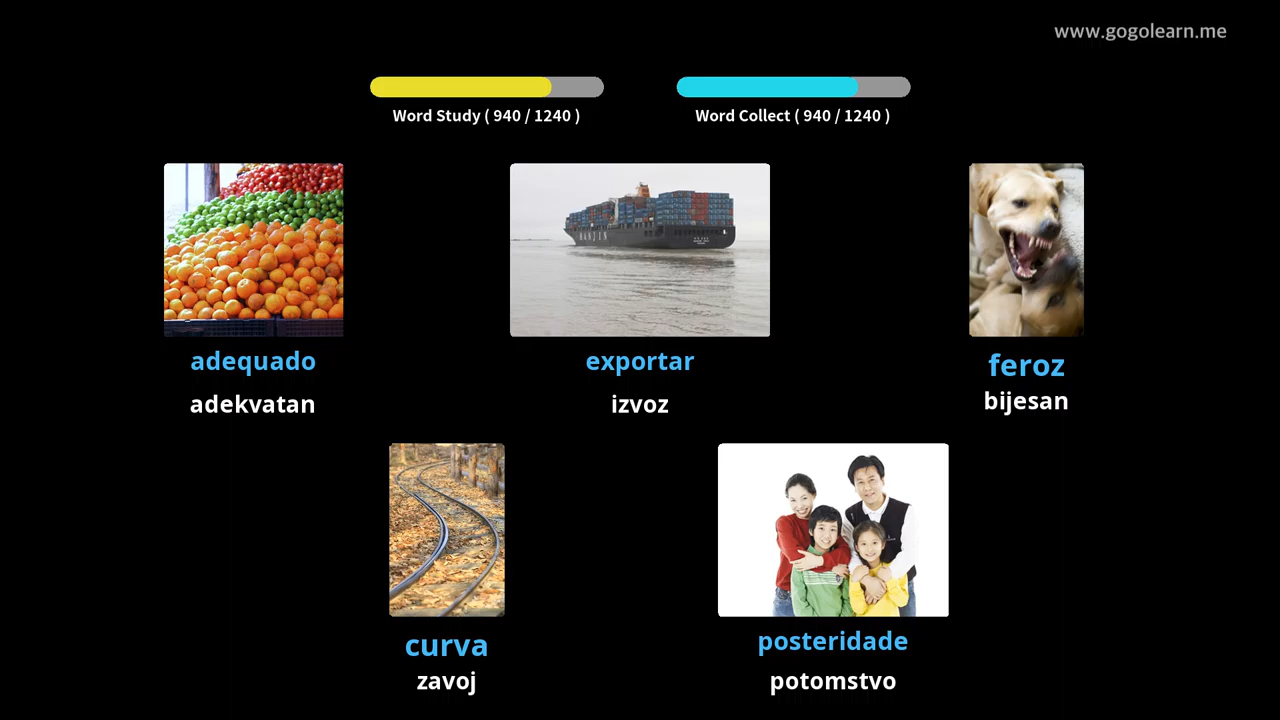 www.gogolearn.me
Word Study ( 940 / 1240 )
Word Collect ( 940 / 1240 )
HANJIN
adequado
exportar
feroz
adekvatan
izvoz
bijesan
curva
posteridade
zavoj
potomstvo